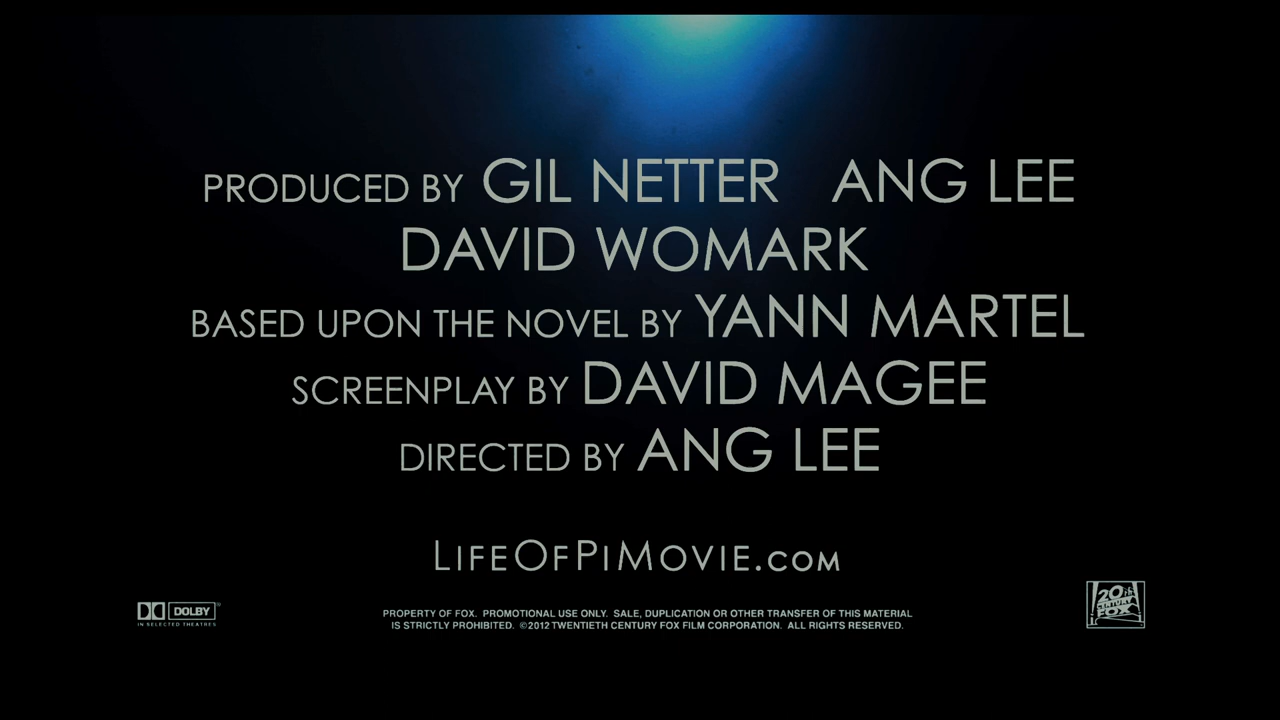 PRODUCED BY GIL NETTER ANG LEE
DAVID WOMARK
BASED UPON THE NOVEL BY YANN MARTEL
SCREENPLAY BY DAVID MAGEE
DIRECTED BY ANG LEE
LIFEOFPIMOVIE.COM
DOLBY
IN SELECTED THEATRES
PROPERTY OF FOX. PROMOTIONAL USE ONLY. SALE, DUPLICATION OR OTHER TRANSFER OF THIS MATERIAL
IS STRICTLY PROHIBITED. ©2012 TWENTIETH CENTURY FOX FILM CORPORATION. ALL RIGHTS RESERVED.
20th
CENTURY
FOX